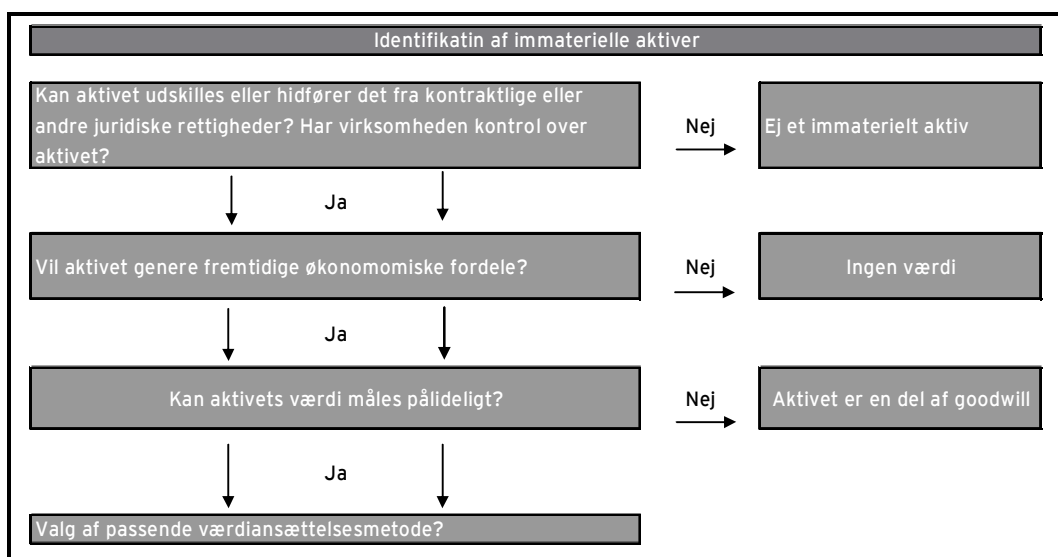 Identifikatin af immaterielle aktiver
Kan aktivet udskilles eller hidfører det fra kontraktlige eller
andre juridiske rettigheder? Har virksomheden kontrol over
aktivet?
Nej
Ej et immaterielt aktiv
Ja
Vil aktivet genere fremtidige økonomomiske fordele?
Nej
Ingen værdi
Ja
Kan aktivets værdi måles pålideligt?
Nej
Aktivet er en del af goodwill
Ja
Valg af passende værdiansættelsesmetode?